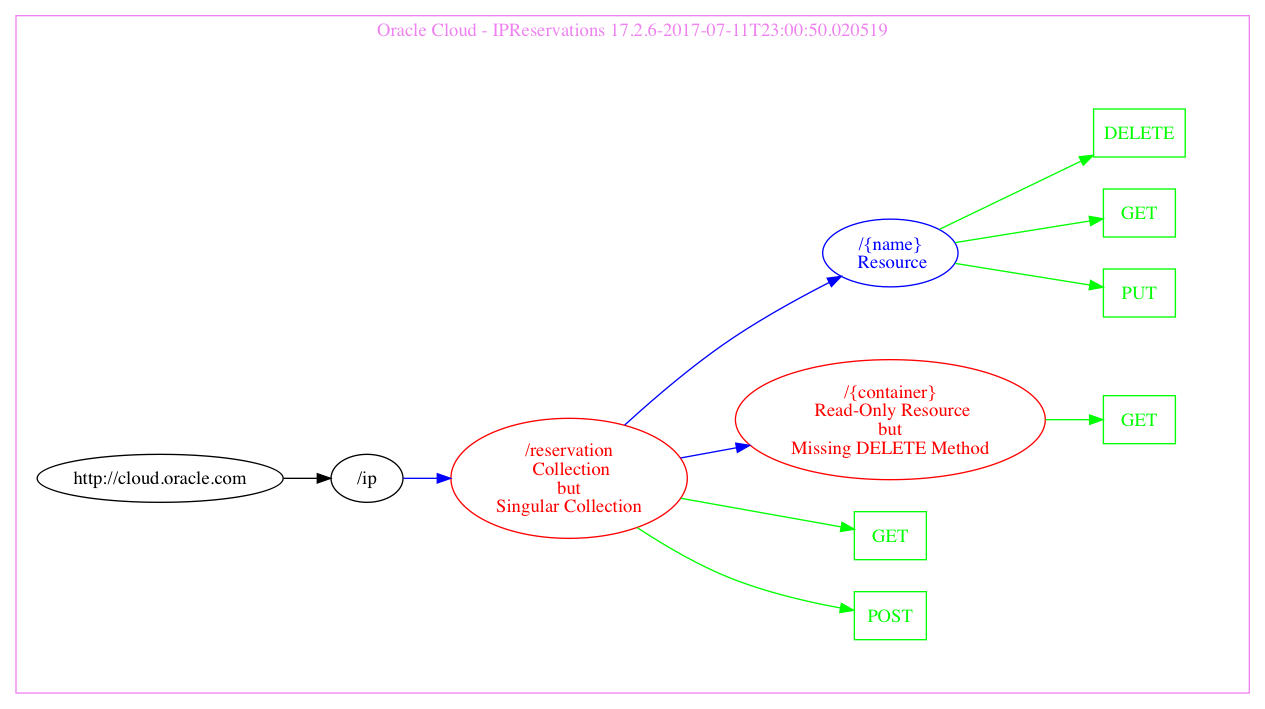 Oracle Cloud - IPReservations 17.2.6-2017-07-11T23:00:50.020519
DELETE
GET
PUT
/{name}
Resource
/{container}
Read-Only Resource
but
Missing DELETE Method
GET
http://cloud.oracle.com
/ip
/reservation
Collection
but
Singular Collection
GET
POST